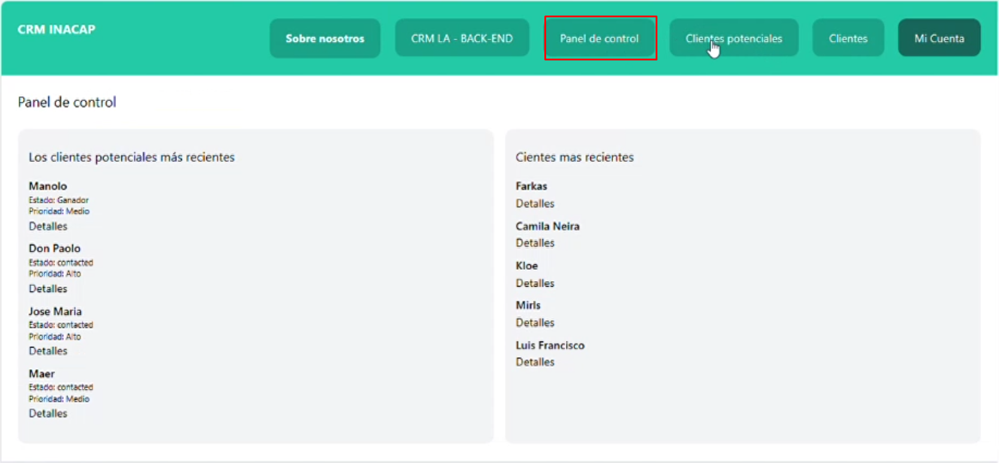 CRM INACAP
Sobre nosotros
CRM LA - BACK-END
Panel de control
Clientes potenciales
Clientes
Mi Cuenta
Panel de control
Los clientes potenciales más recientes
Manolo
Estado: Ganador
Prioridad: Medio
Detalles
Don Paolo
Estado: contacted
Prioridad: Alto
Detalles
Jose Maria
Estado: contacted
Prioridad: Alto
Detalles
Maer
Estado: contacted
Prioridad: Medio
Detalles
Cientes mas recientes
Farkas
Detalles
Camila Neira
Detalles
Kloe
Detalles
Mirls
Detalles
Luis Francisco
Detalles